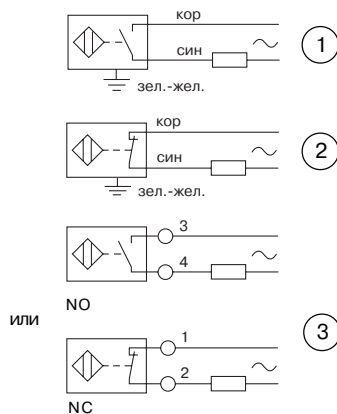 кор
син
1
зел.-жел.
кор
син
2
зел.-жел.
3
4
NO
или
3
1
2
NC